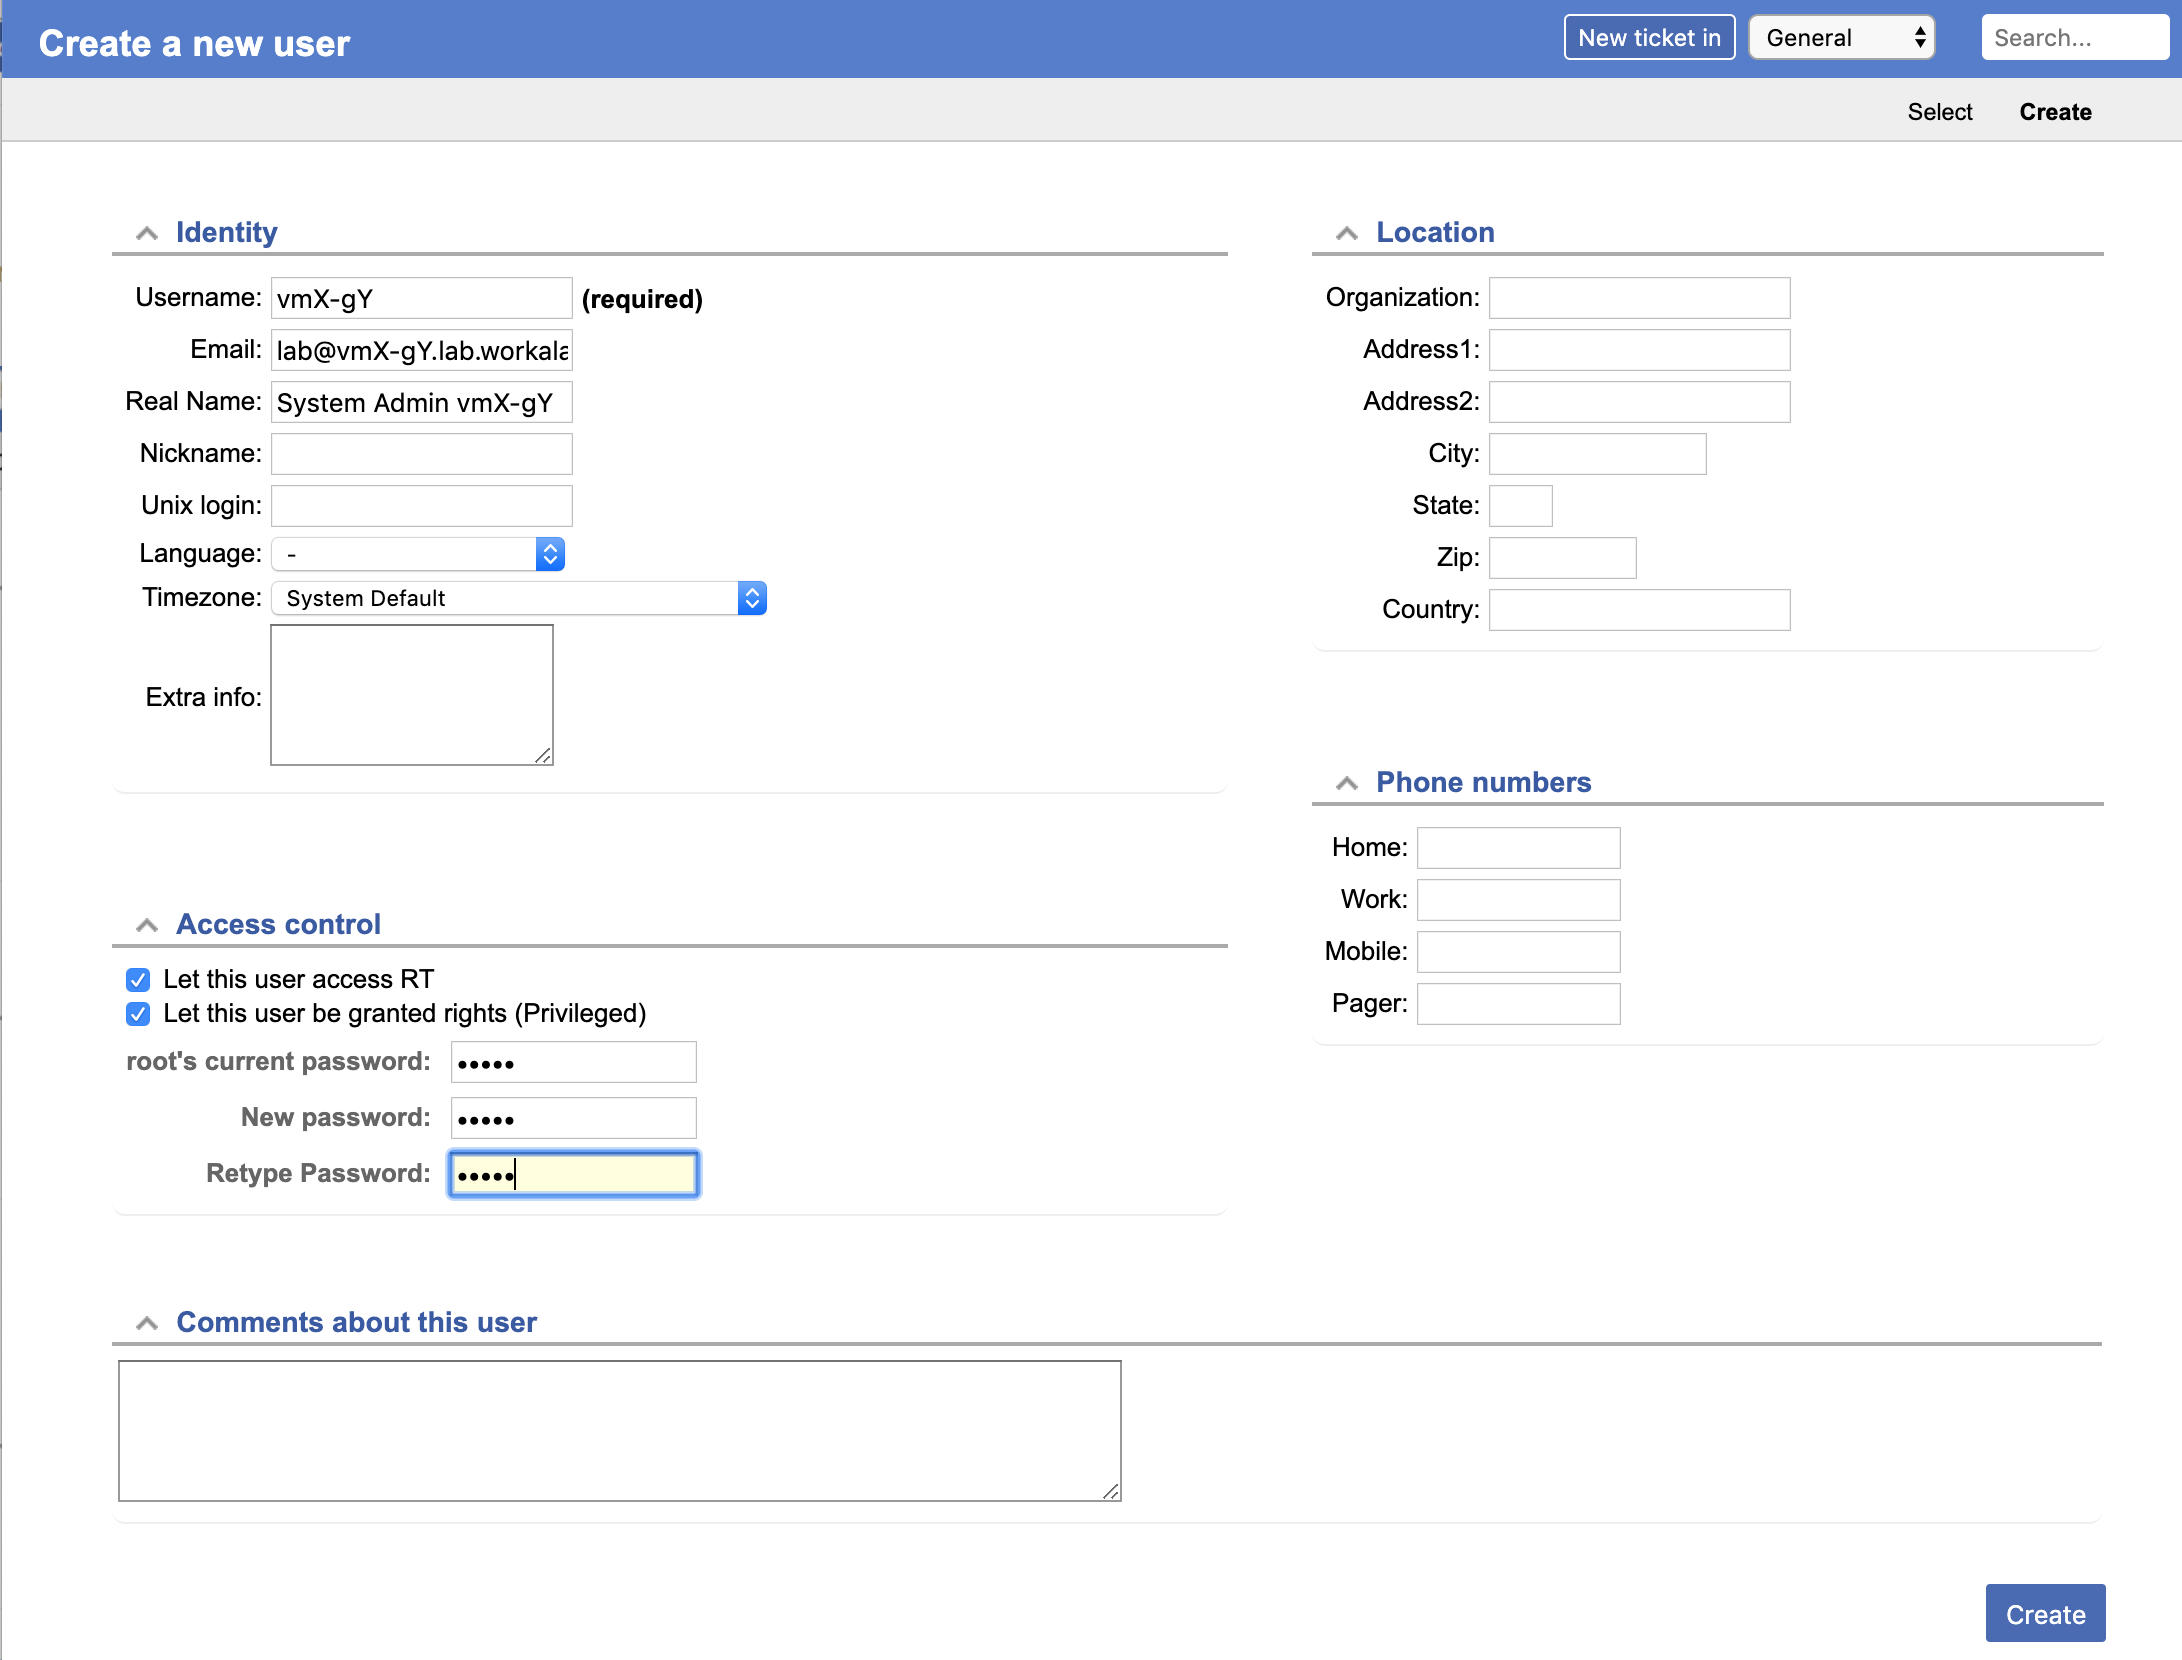 Create a new user
New ticket in
General
Search...
Select
Create
Identity
Username: vmX-gY (required)
Email: lab@vmX-gY.lab.workala
Real Name: System Admin vmX-gY
Nickname:
Unix login:
Language: -
Timezone: System Default
Extra info:
Access control
Let this user access RT
Let this user be granted rights (Privileged)
root's current password: •••••
New password: •••••
Retype Password: •••••
Location
Organization:
Address1:
Address2:
City:
State:
Zip:
Country:
Phone numbers
Home:
Work:
Mobile:
Pager:
Comments about this user
Create